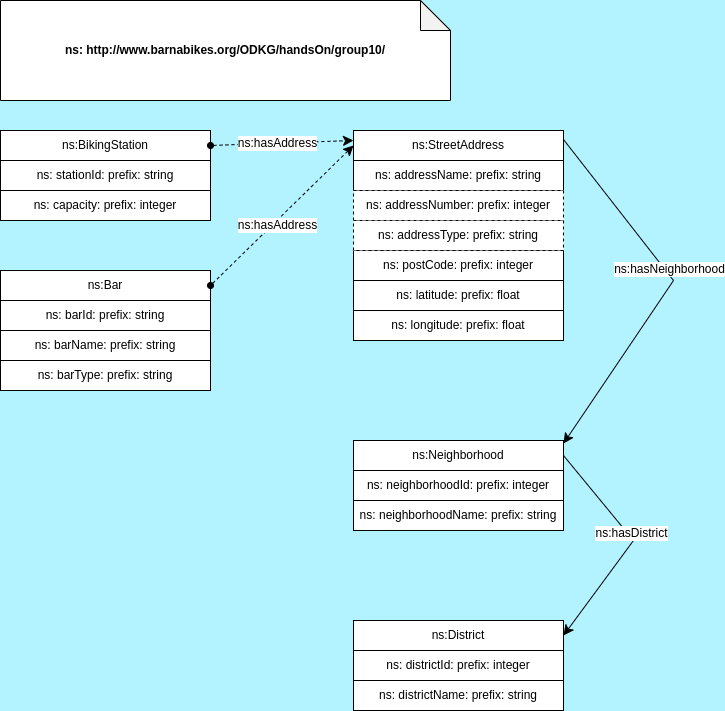 ns: http://www.barnabikes.org/ODKG/handsOn/group10/
ns:BikingStation
ns: stationId: prefix: string
ns: capacity: prefix: integer
ns:hasAddress
ns:hasAddress
ns:Bar
ns: barId: prefix: string
ns: barName: prefix: string
ns: barType: prefix: string
ns:StreetAddress
ns: addressName: prefix: string
ns: addressNumber: prefix: integer
ns: addressType: prefix: string
ns: postCode: prefix: integer
ns: latitude: prefix: float
ns: longitude: prefix: float
ns:hasNeighborhood
ns:Neighborhood
ns: neighborhoodId: prefix: integer
ns: neighborhoodName: prefix: string
ns:hasDistrict
ns:District
ns: districtId: prefix: integer
ns: districtName: prefix: string